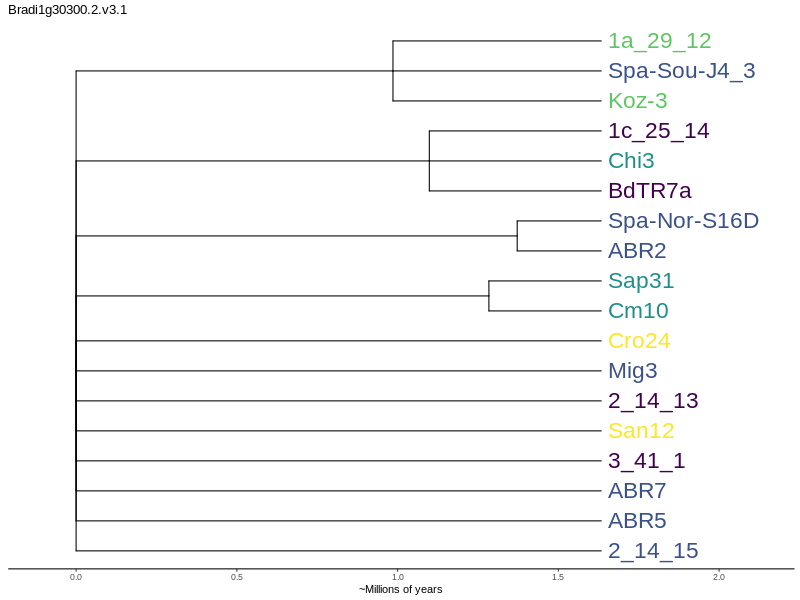 Bradi1g30300.2.v3.1
1a_29_12
Spa-Sou-J4_3
Koz-3
1c_25_14
Chi3
BdTR7a
Spa-Nor-S16D
ABR2
Sap31
Cm10
Cro24
Mig3
2_14_13
San12
3_41_1
ABR7
ABR5
2_14_15
0.0 0.5 1.0 1.5 2.0
~Millions of years